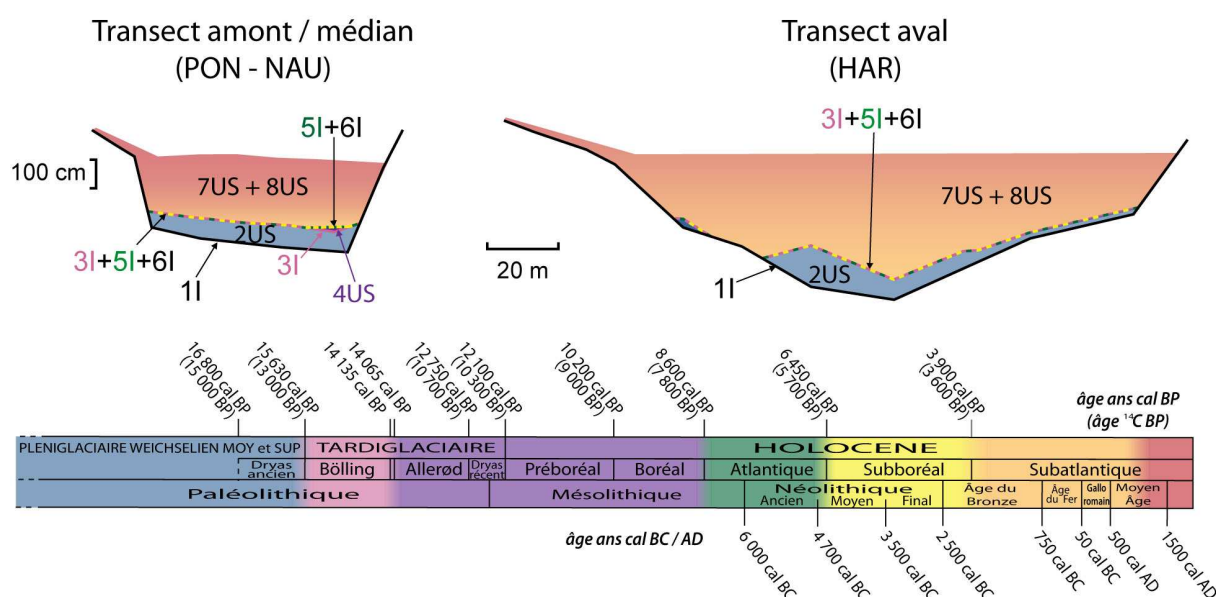 Transect amont / médian
(PON - NAU)
Transect aval
(HAR)
5I+6I
3I+5I+6I
100 cm
7US + 8US
7US + 8US
2US
2US
3I+5I+6I
3I
1I
4US
20 m
1I
16 800 cal BP
(15 000 BP)
15 630 cal BP
(13 000 BP)
14 135 cal BP
14 065 cal BP
12 750 cal BP
(10 700 BP)
12 100 cal BP
(10 300 BP)
10 200 cal BP
(9 000 BP)
8 600 cal BP
(7 800 BP)
6 450 cal BP
(5 700 BP)
3 900 cal BP
(3 600 BP)
âge ans cal BP
(âge ¹⁴C BP)
PLENIGLACIAIRE WEICHSELIEN MOY et SUP
TARDIGLACIAIRE
HOLOCENE
Dryas
ancien
Bölling
Allerød
Dryas
récent
Préboréal
Boréal
Atlantique
Subboréal
Subatlantique
Paléolithique
Mésolithique
Néolithique
Ancien
Moyen
Final
Âge du
Bronze
Âge
du Fer
Gallo
romain
Moyen
Âge
âge ans cal BC / AD
6 000 cal BC
4 700 cal BC
3 500 cal BC
2 500 cal BC
750 cal BC
50 cal BC
500 cal AD
1500 cal AD